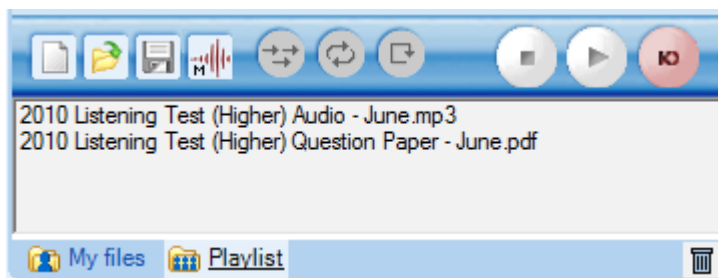 M
2010 Listening Test (Higher) Audio - June.mp3
2010 Listening Test (Higher) Question Paper - June.pdf
My files Playlist